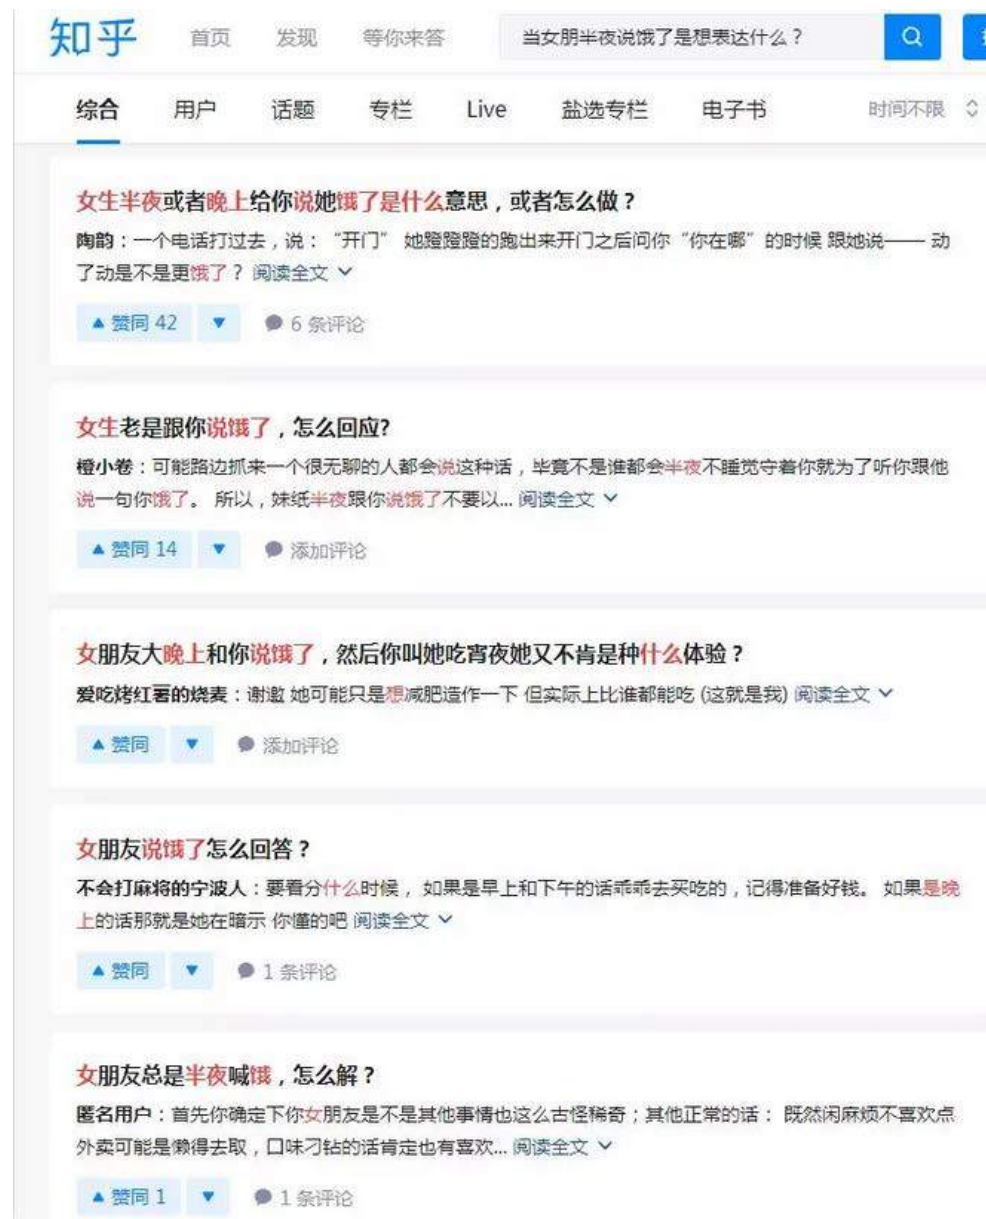 知乎 首页 发现 等你来答 当女朋半夜说饿了是想表达什么？
综合 用户 话题 专栏 Live 盐选专栏 电子书 时间不限
女生半夜或者晚上给你说她饿了是什么意思，或者怎么做？
陶韵：一个电话打过去，说：“开门” 她蹬蹬蹬的跑出来开门之后问你“你在哪”的时候 跟她说—— 动
了动是不是更饿了？ 阅读全文
赞同 42 6 条评论
女生老是跟你说饿了，怎么回应?
橙小卷：可能路边抓来一个很无聊的人都会说这种话，毕竟不是谁都会半夜不睡觉守着你就为了听你跟他
说一句你饿了。 所以，妹纸半夜跟你说饿了不要以... 阅读全文
赞同 14 添加评论
女朋友大晚上和你说饿了，然后你叫她吃宵夜她又不肯是种什么体验？
爱吃烤红薯的烧麦：谢邀 她可能只是想减肥造作一下 但实际上比谁都能吃 (这就是我) 阅读全文
赞同 添加评论
女朋友说饿了怎么回答？
不会打麻将的宁波人：要看分什么时候， 如果是早上和下午的话乖乖去买吃的，记得准备好钱。 如果是晚
上的话那就是她在暗示 你懂的吧 阅读全文
赞同 1 条评论
女朋友总是半夜喊饿，怎么解？
匿名用户：首先你确定下你女朋友是不是其他事情也这么古怪稀奇；其他正常的话： 既然闲麻烦不喜欢点
外卖可能是懒得去取，口味刁钻的话肯定也有喜欢... 阅读全文
赞同 1 1 条评论